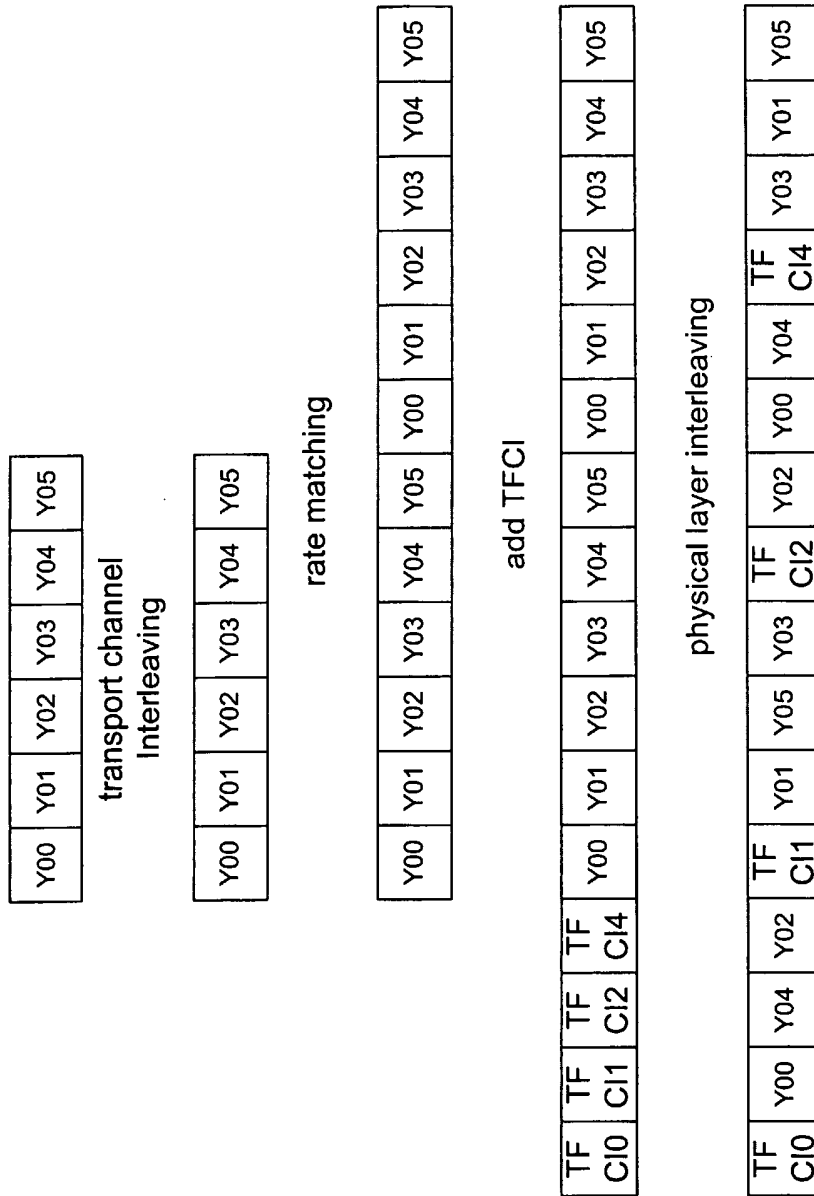 Y00 Y01 Y02 Y03 Y04 Y05
transport channel
Interleaving
Y00 Y01 Y02 Y03 Y04 Y05
rate matching
Y00 Y01 Y02 Y03 Y04 Y05 Y00 Y01 Y02 Y03 Y04 Y05
add TFCI
TF CI0 TF CI1 TF CI2 TF CI4 Y00 Y01 Y02 Y03 Y04 Y05 Y00 Y01 Y02 Y03 Y04 Y05
physical layer interleaving
TF CI0 Y00 Y04 Y02 TF CI1 Y01 Y05 Y03 TF CI2 Y02 Y00 Y04 TF CI4 Y03 Y01 Y05